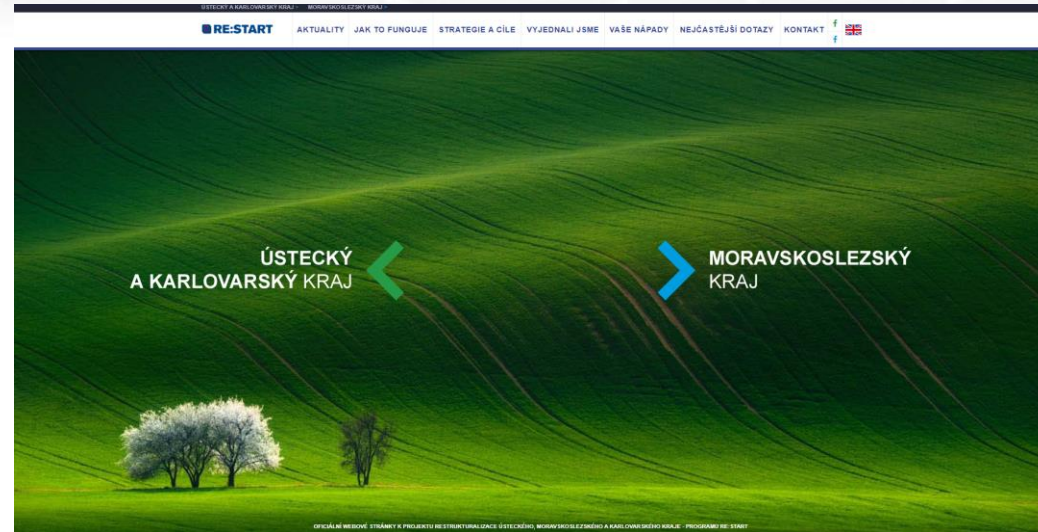 ÚSTECKÝ A KARLOVARSKÝ KRAJ > MORAVSKOSLEZSKÝ KRAJ >
RE:START AKTUALITY JAK TO FUNGUJE STRATEGIE A CÍLE VYJEDNALI JSME VAŠE NÁPADY NEJČASTĚJŠÍ DOTAZY KONTAKT
ÚSTECKÝ
A KARLOVARSKÝ KRAJ
MORAVSKOSLEZSKÝ
KRAJ
OFICIÁLNÍ WEBOVÉ STRÁNKY K PROJEKTU RESTRUKTURALIZACE ÚSTECKÉHO, MORAVSKOSLEZSKÉHO A KARLOVARSKÉHO KRAJE - PROGRAMU RE:START